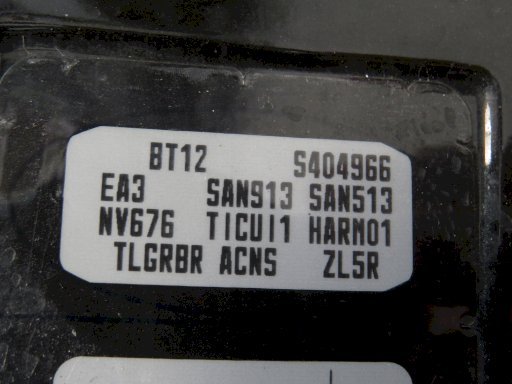 BT12 S404966
EA3 SAN913 SAN513
NV676 TICUI1 HARM01
TLGRBR ACNS ZL5R